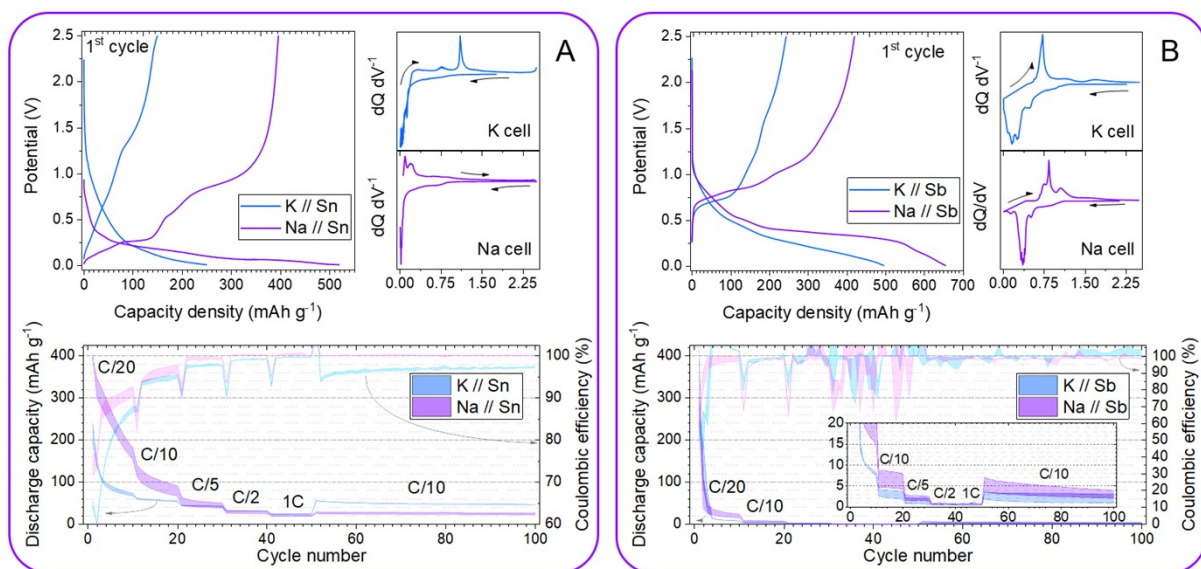 1st cycle
A
2.5
2.0
1.5
1.0
0.5
0.0
Potential (V)
K // Sn
Na // Sn
0 100 200 300 400 500
Capacity density (mAh g-1)
dQ dV-1
K cell
dQ dV-1
Na cell
0.00 0.75 1.50 2.25
400
350
300
250
200
150
100
50
0
Discharge capacity (mAh g-1)
C/20
C/10
C/5
C/2
1C
C/10
K // Sn
Na // Sn
100
90
80
70
60
Coulombic efficiency (%)
0 20 40 60 80 100
Cycle number
1st cycle
B
2.5
2.0
1.5
1.0
0.5
0.0
Potential (V)
K // Sb
Na // Sb
0 100 200 300 400 500 600 700
Capacity density (mAh g-1)
dQ dV-1
K cell
dQ/dV
Na cell
0.00 0.75 1.50 2.25
400
350
300
250
200
150
100
50
0
Discharge capacity (mAh g-1)
C/20
C/10
K // Sb
Na // Sb
20
15
10
5
0
C/10
C/5
C/2
1C
C/10
0 20 40 60 80 100
100
90
80
70
60
50
40
30
20
10
0
Coulombic efficiency (%)
0 20 40 60 80 100
Cycle number